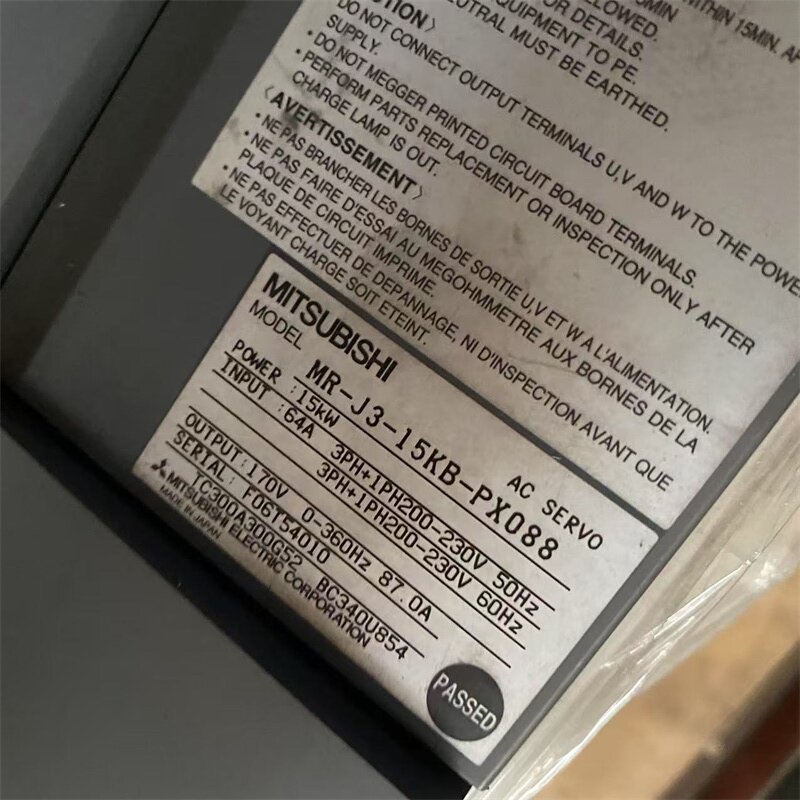 WITHIN 15MIN.
ALLOWED.
FOR DETAILS.
EQUIPMENT TO PE.
NEUTRAL MUST BE EARTHED.
DO NOT CONNECT OUTPUT TERMINALS U,V AND W TO THE POWER
SUPPLY.
• DO NOT MEGGER PRINTED CIRCUIT BOARD TERMINALS.
• PERFORM PARTS REPLACEMENT OR INSPECTION ONLY AFTER
CHARGE LAMP IS OUT.
〈AVERTISSEMENT〉
• NE PAS BRANCHER LES BORNES DE SORTIE U,V ET W A L'ALIMENTATION.
• NE PAS FAIRE D'ESSAI AU MEGOHMMETRE AUX BORNES DE LA
PLAQUE DE CIRCUIT IMPRIME.
• NE PAS EFFECTUER DE DEPANNAGE, NI D'INSPECTION AVANT QUE
LE VOYANT CHARGE SOIT ETEINT.
MITSUBISHI AC SERVO
MODEL MR-J3-15KB-PX088
POWER :15kW
INPUT :64A 3PH+1PH200-230V 50Hz
3PH+1PH200-230V 60Hz
OUTPUT:170V 0-360Hz 87.0A
SERIAL: F06T54010
TC300A300G52 BC340U854
MITSUBISHI ELECTRIC CORPORATION
MADE IN JAPAN
PASSED